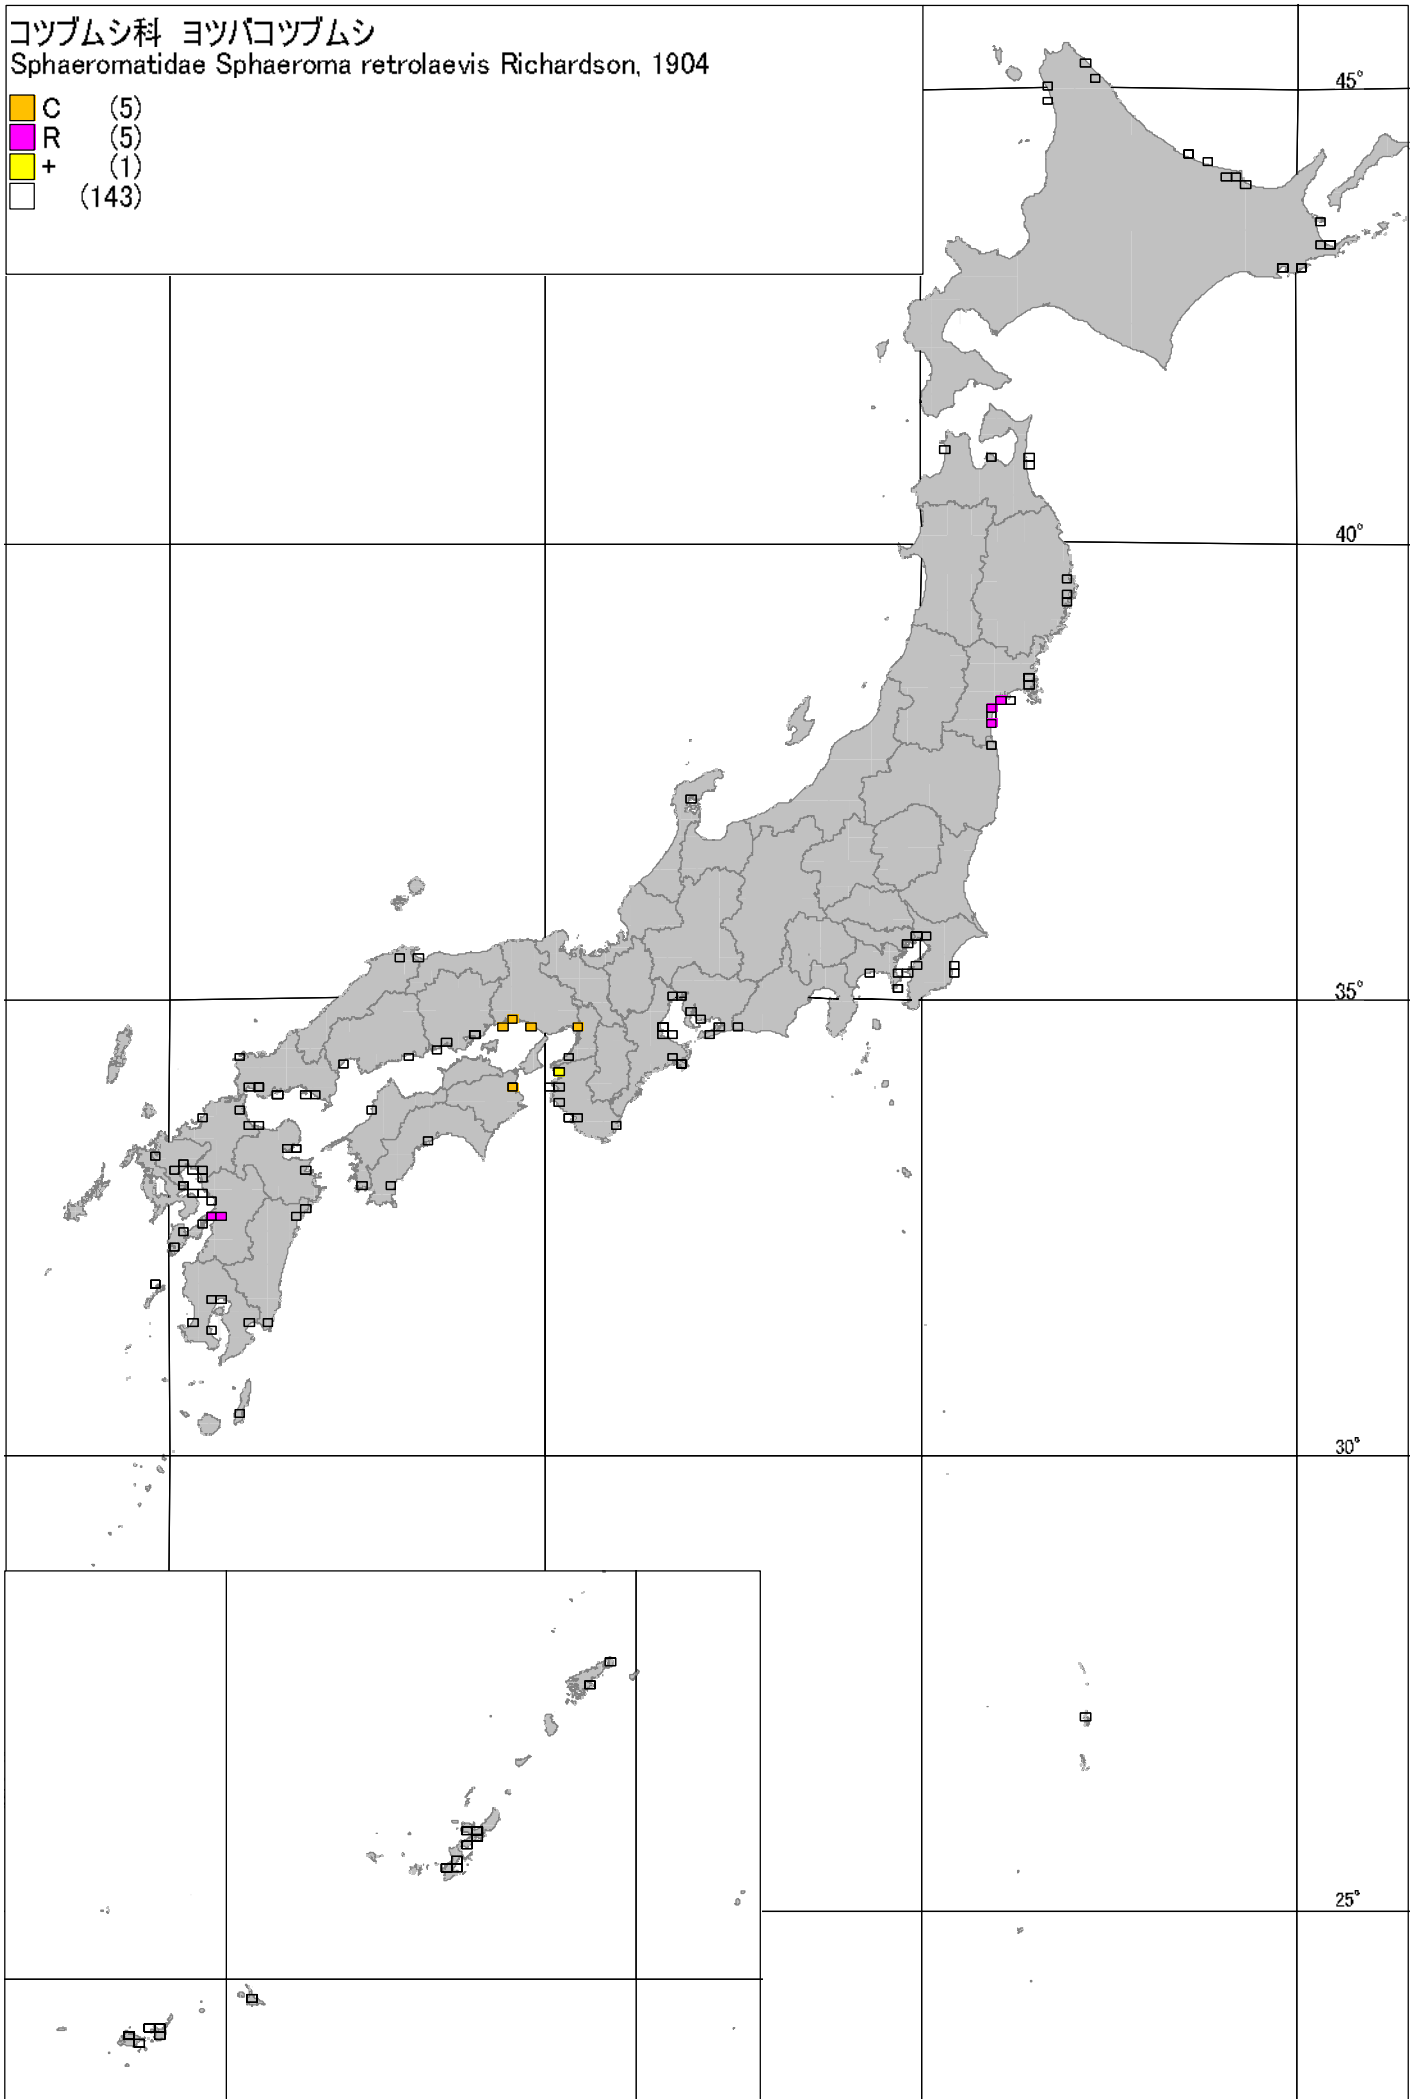 コツブムシ科 ヨツバコツブムシ
Sphaeromatidae Sphaeroma retrolaevis Richardson, 1904
C (5)
R (5)
+ (1)
(143)
45°
40°
35°
30°
25°